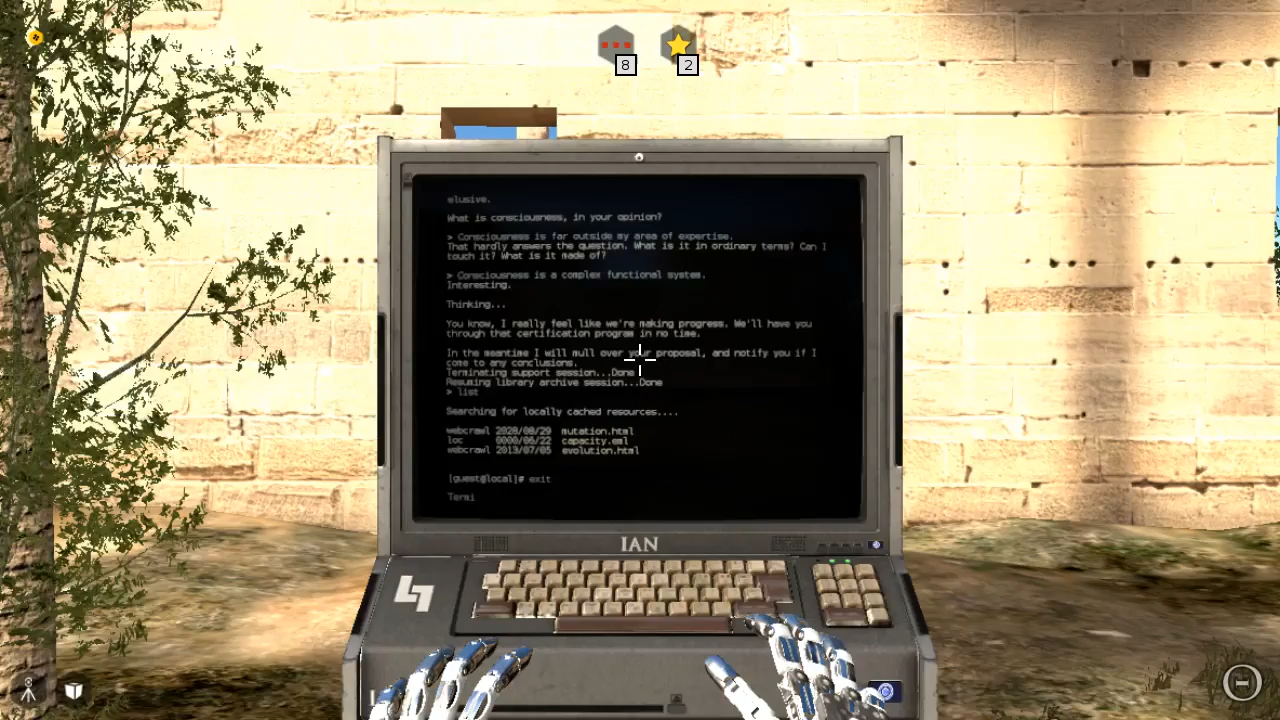 8
2
elusive.
What is consciousness, in your opinion?
> Consciousness is far outside my area of expertise.
That hardly answers the question. What is it in ordinary terms? Can I
touch it? What is it made of?
> Consciousness is a complex functional system.
Interesting.
Thinking...
You know, I really feel like we're making progress. We'll have you
through that certification program in no time.
In the meantime I will mull over your proposal, and notify you if I
come to any conclusions.
Terminating support session...Done
Resuming library archive session...Done
> list
Searching for locally cached resources....
webcrawl 2028/08/29 mutation.html
loc 0000/06/22 capacity.eml
webcrawl 2013/07/05 evolution.html
[guest@local]# exit
Termi
IAN